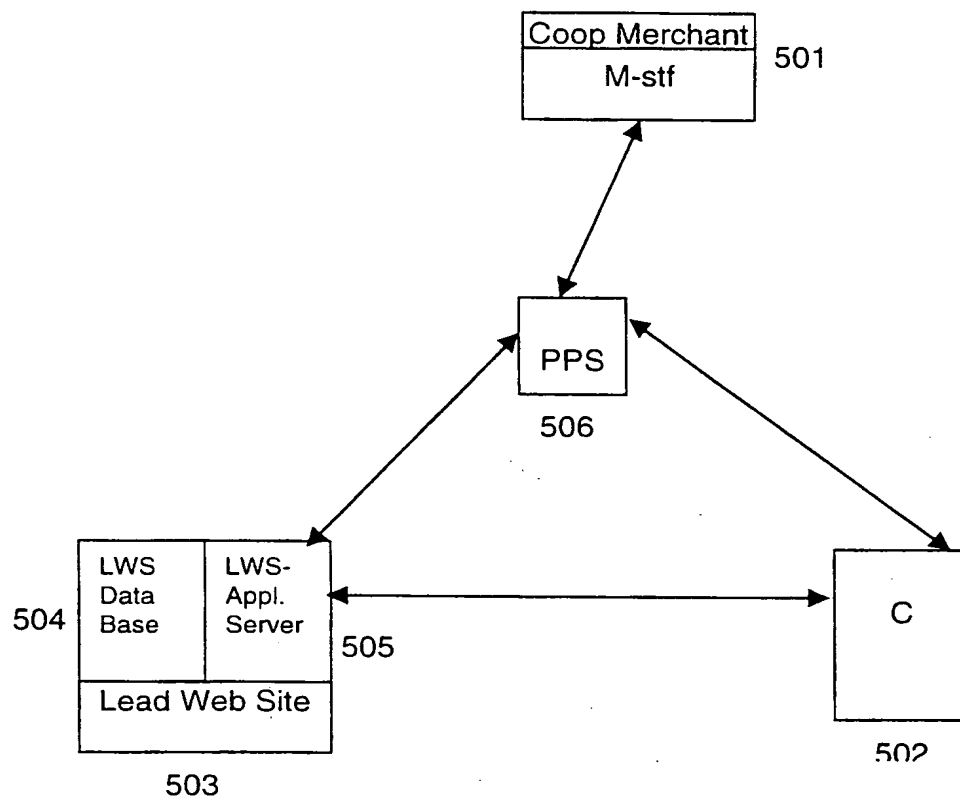 Coop Merchant
M-stf
501
PPS
506
LWS
Data
Base
LWS-
Appl.
Server
504
505
Lead Web Site
503
C
502